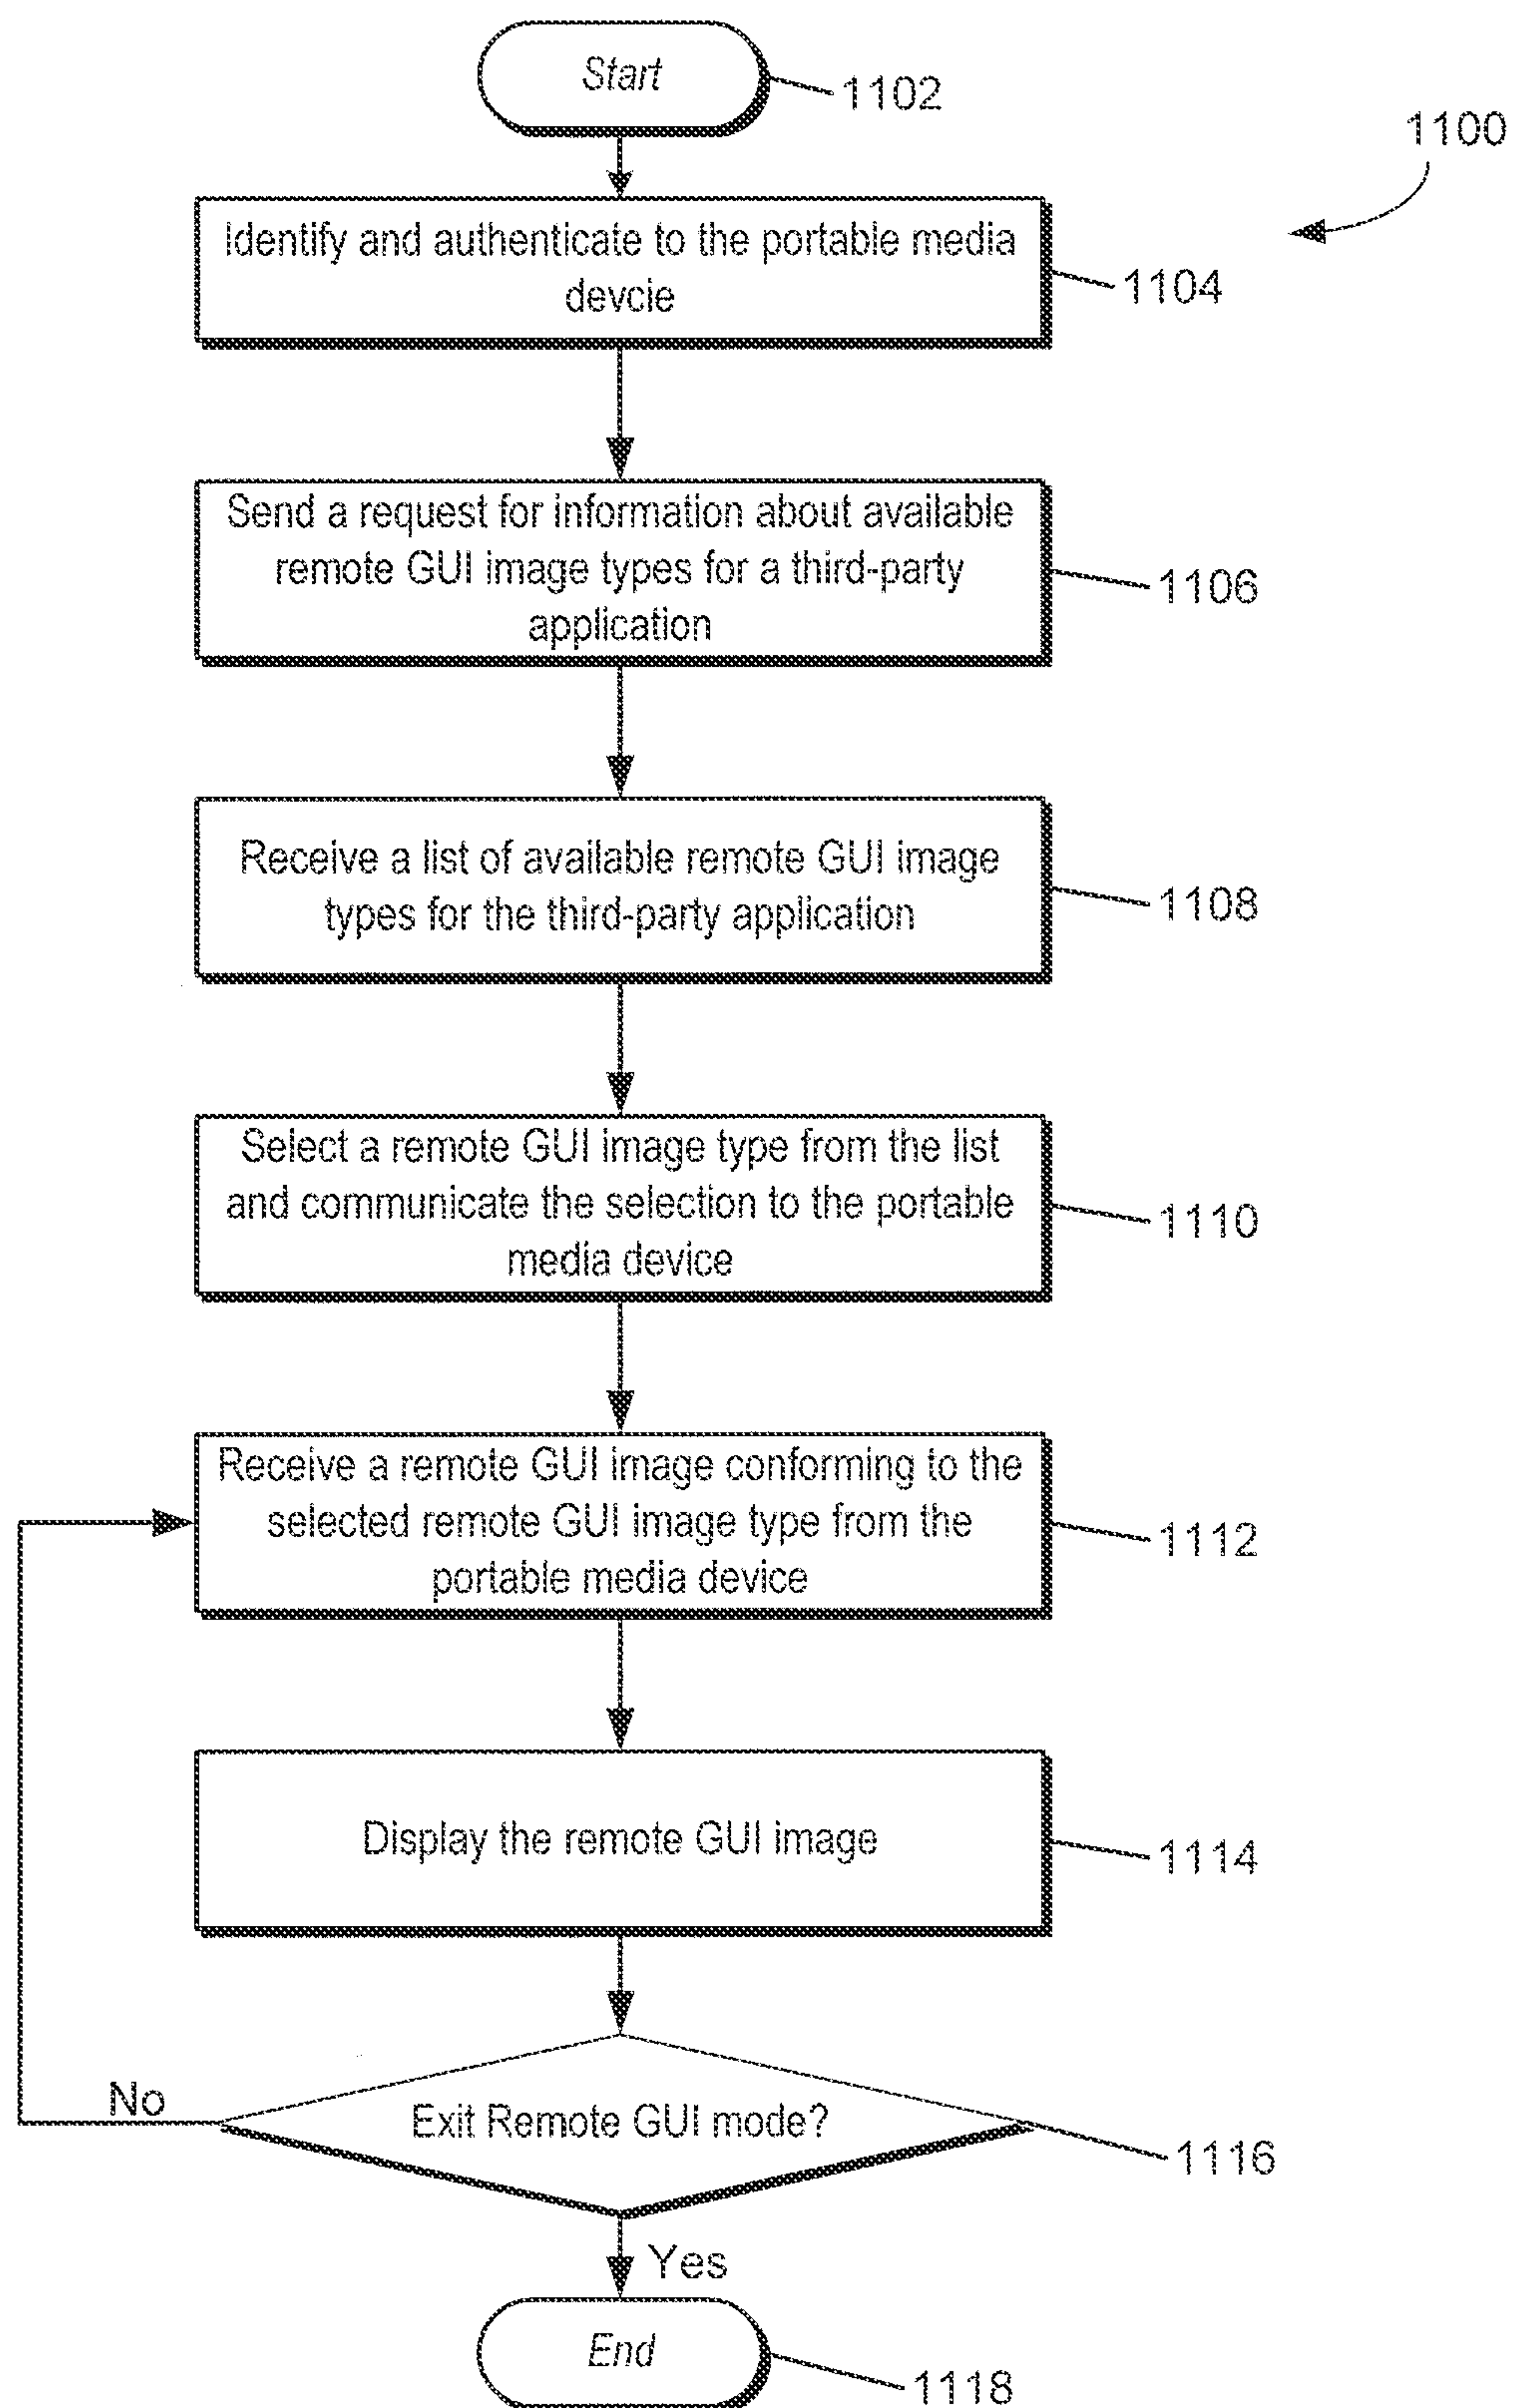 Start
1102
1100
Identify and authenticate to the portable media
devcie
1104
Send a request for information about available
remote GUI image types for a third-party
application
1106
Receive a list of available remote GUI image
types for the third-party application
1108
Select a remote GUI image type from the list
and communicate the selection to the portable
media device
1110
Receive a remote GUI image conforming to the
selected remote GUI image type from the
portable media device
1112
Display the remote GUI image
1114
No
Exit Remote GUI mode?
1116
Yes
End
1118